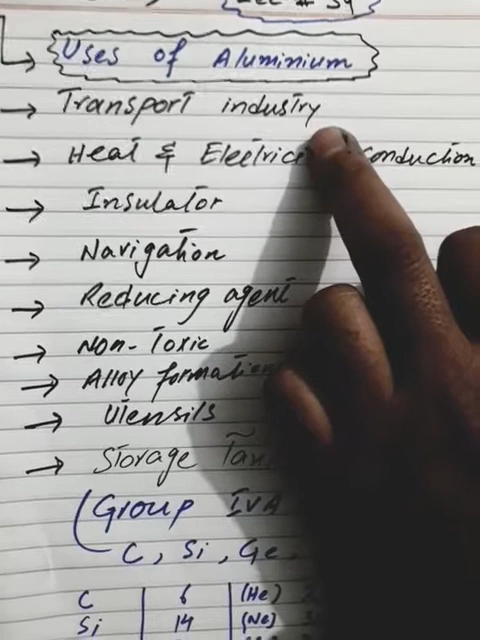 → Uses of Aluminium
→ Transport industry
→ Heat & Electric conduction
→ Insulator
→ Navigation
→ Reducing agent
→ Non-Toxic
→ Alloy formation
→ Utensils
→ Storage
(Group IVA
C, Si, Ge,
C | 6 | (He)
Si | 14 | (Ne)